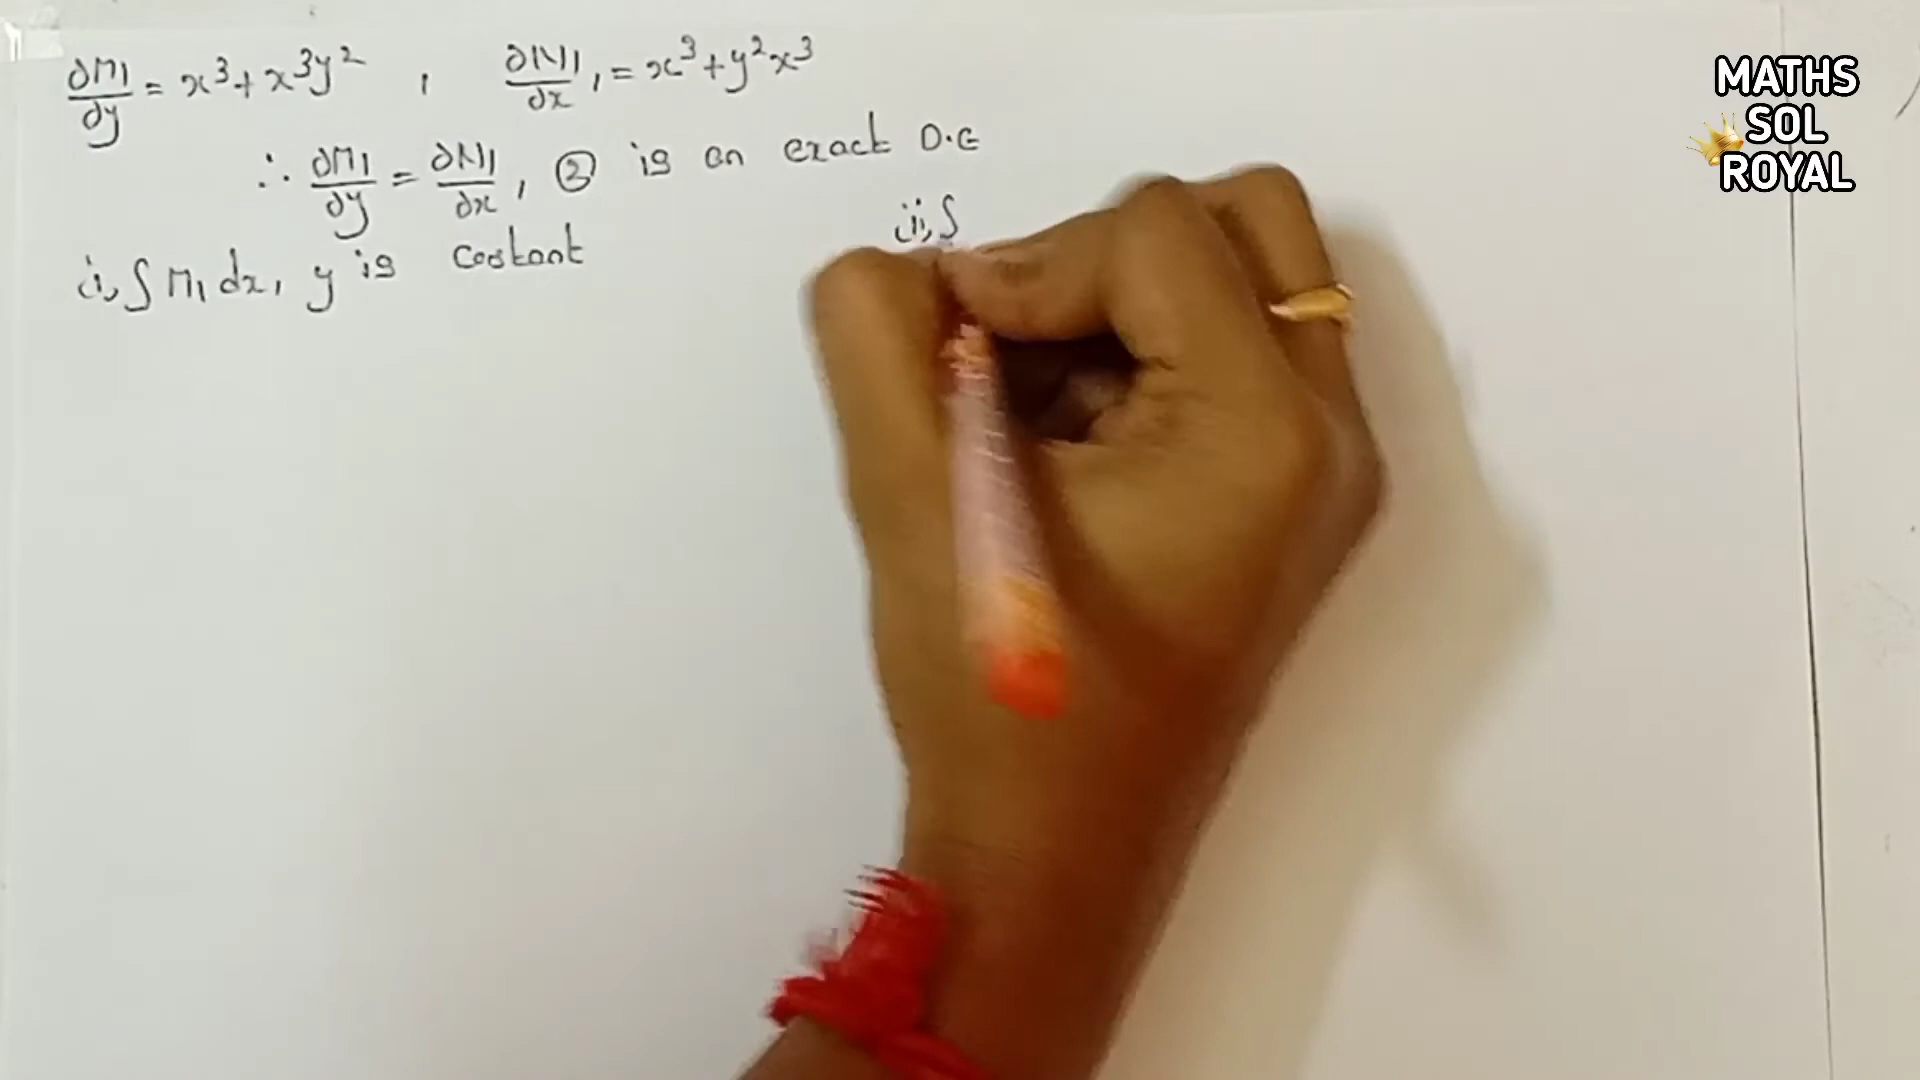 ∂M₁/∂y = x³ + x³y² , ∂N₁/∂x , = x³ + y²x³
∴ ∂M₁/∂y = ∂N₁/∂x , ② is an exact D.E
(i) ∫ M₁ dx, y is costant
(ii) ∫
MATHS
SOL
ROYAL